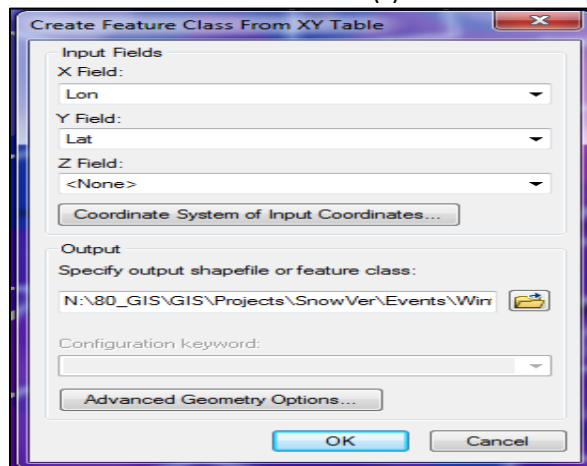 Create Feature Class From XY Table
Input Fields
X Field:
Lon
Y Field:
Lat
Z Field:
<None>
Coordinate System of Input Coordinates...
Output
Specify output shapefile or feature class:
N:\80_GIS\GIS\Projects\SnowVer\Events\Win
Configuration keyword:
Advanced Geometry Options...
OK Cancel